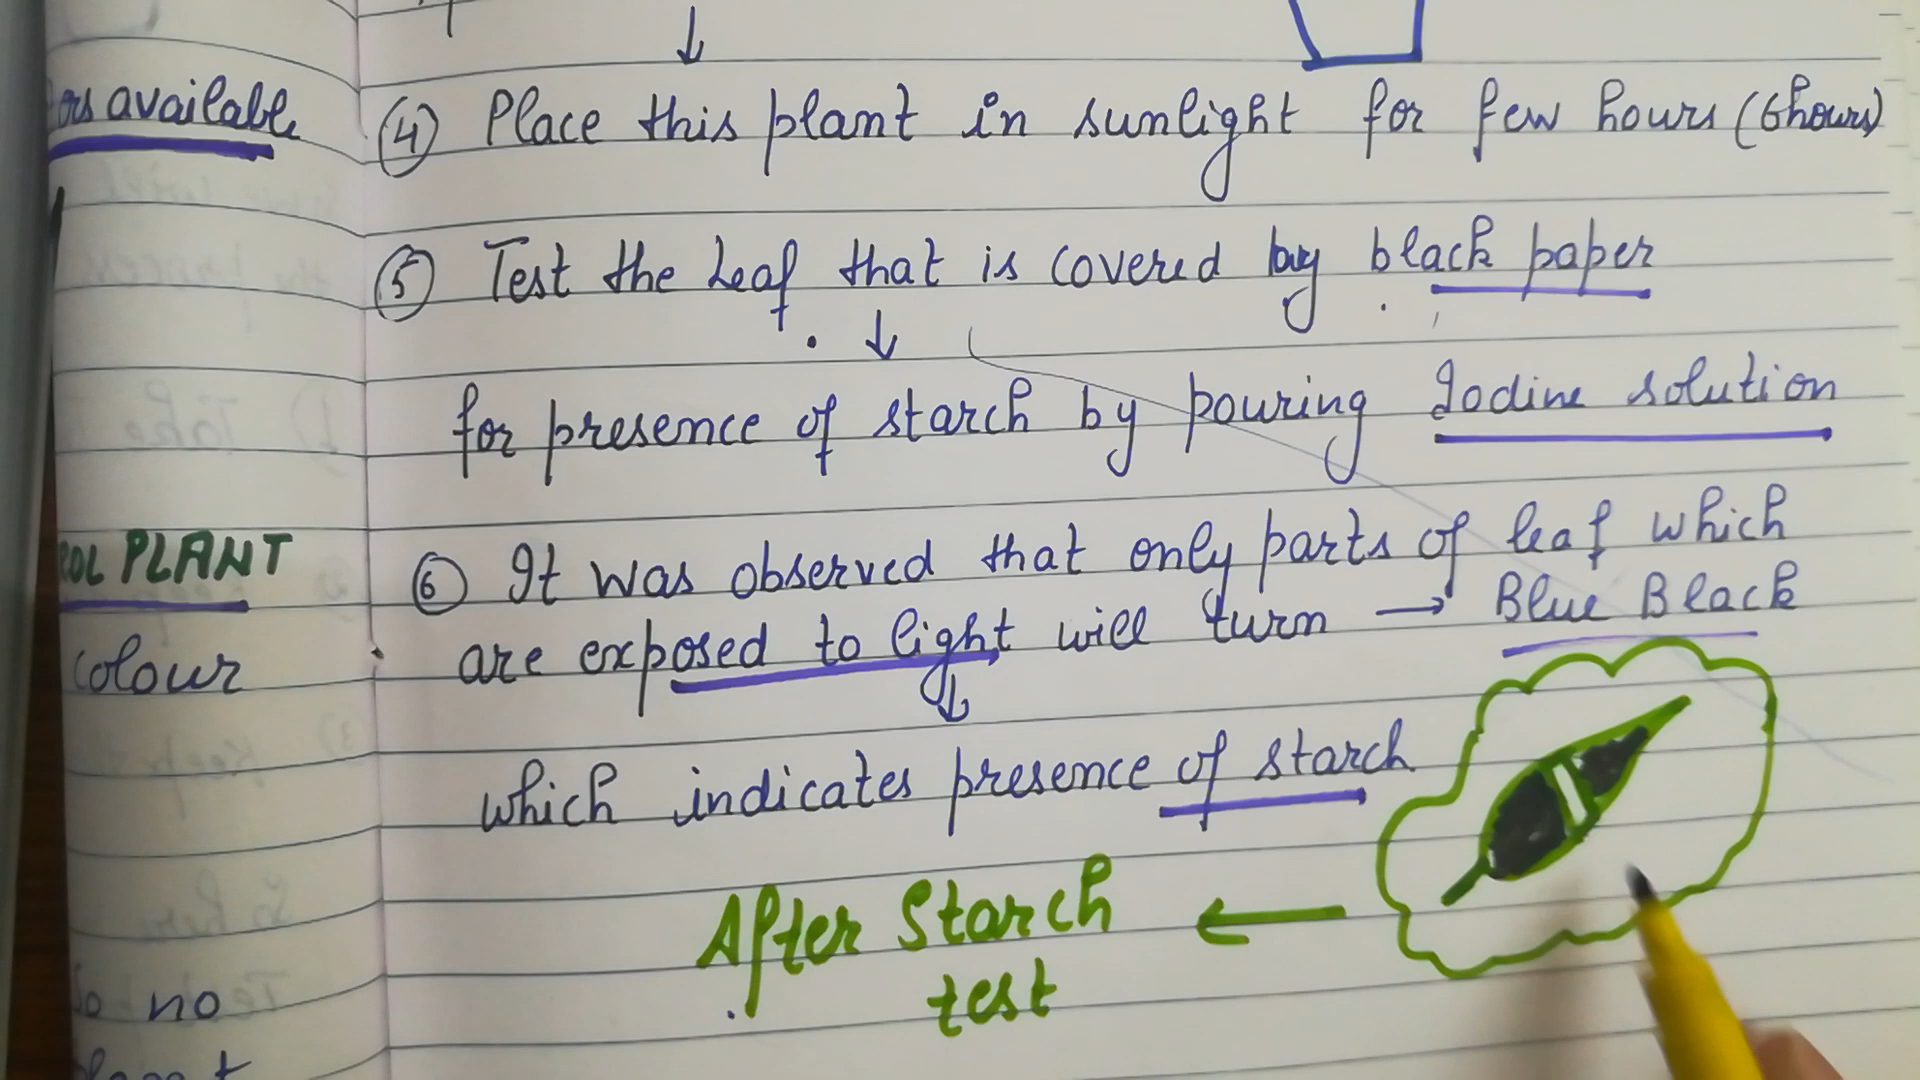 available
ROL PLANT
colour
so no
④ Place this plant in sunlight for few hours (6hours)
⑤ Test the Leaf that is covered by black paper
↓
for presence of starch by pouring Iodine solution
⑥ It was observed that only parts of leaf which
are exposed to light will turn → Blue Black
↓
which indicates presence of starch
After Starch ←
test